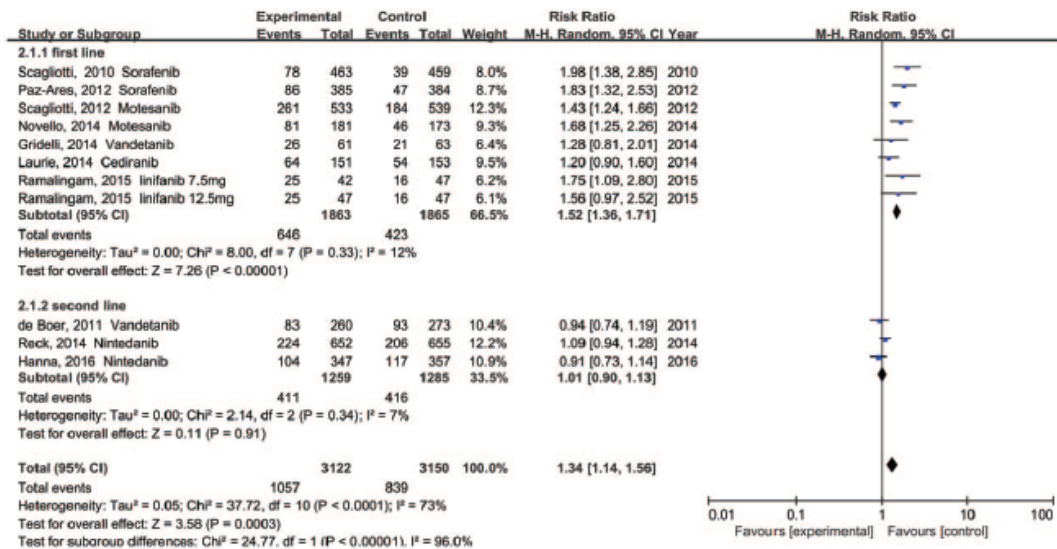 Experimental Control Risk Ratio Risk Ratio
Study or Subgroup Events Total Events Total Weight M-H, Random, 95% CI Year M-H, Random, 95% CI
2.1.1 first line
Scagliotti, 2010 Sorafenib 78 463 39 459 8.0% 1.98 [1.38, 2.85] 2010
Paz-Ares, 2012 Sorafenib 86 385 47 384 8.7% 1.83 [1.32, 2.53] 2012
Scagliotti, 2012 Motesanib 261 533 184 539 12.3% 1.43 [1.24, 1.66] 2012
Novello, 2014 Motesanib 81 181 46 173 9.3% 1.68 [1.25, 2.26] 2014
Gridelli, 2014 Vandetanib 26 61 21 63 6.4% 1.28 [0.81, 2.01] 2014
Laurie, 2014 Cediranib 64 151 54 153 9.5% 1.20 [0.90, 1.60] 2014
Ramalingam, 2015 linifanib 7.5mg 25 42 16 47 6.2% 1.75 [1.09, 2.80] 2015
Ramalingam, 2015 linifanib 12.5mg 25 47 16 47 6.1% 1.56 [0.97, 2.52] 2015
Subtotal (95% CI) 1863 1865 66.5% 1.52 [1.36, 1.71]
Total events 646 423
Heterogeneity: Tau² = 0.00; Chi² = 8.00, df = 7 (P = 0.33); I² = 12%
Test for overall effect: Z = 7.26 (P < 0.00001)
2.1.2 second line
de Boer, 2011 Vandetanib 83 260 93 273 10.4% 0.94 [0.74, 1.19] 2011
Reck, 2014 Nintedanib 224 652 206 655 12.2% 1.09 [0.94, 1.28] 2014
Hanna, 2016 Nintedanib 104 347 117 357 10.9% 0.91 [0.73, 1.14] 2016
Subtotal (95% CI) 1259 1285 33.5% 1.01 [0.90, 1.13]
Total events 411 416
Heterogeneity: Tau² = 0.00; Chi² = 2.14, df = 2 (P = 0.34); I² = 7%
Test for overall effect: Z = 0.11 (P = 0.91)
Total (95% CI) 3122 3150 100.0% 1.34 [1.14, 1.56]
Total events 1057 839
Heterogeneity: Tau² = 0.05; Chi² = 37.72, df = 10 (P < 0.0001); I² = 73%
Test for overall effect: Z = 3.58 (P = 0.0003)
Test for subgroup differences: Chi² = 24.77, df = 1 (P < 0.00001), I² = 96.0%
0.01 0.1 1 10 100
Favours [experimental] Favours [control]